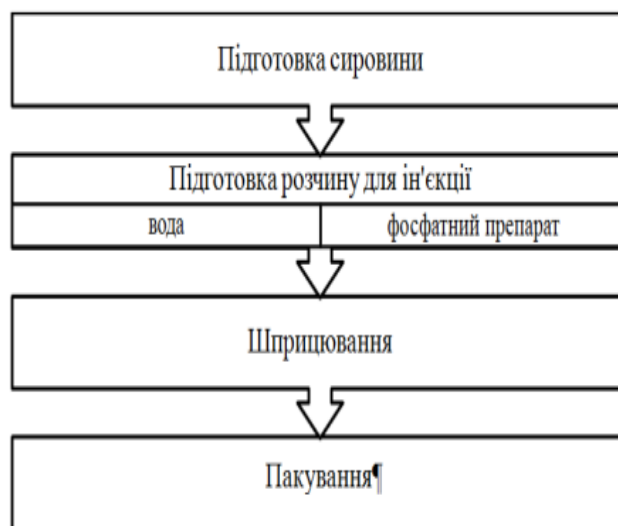 Підготовка сировини
Підготовка розчину для ін'єкції
вода
фосфатний препарат
Шприцювання
Пакування¶